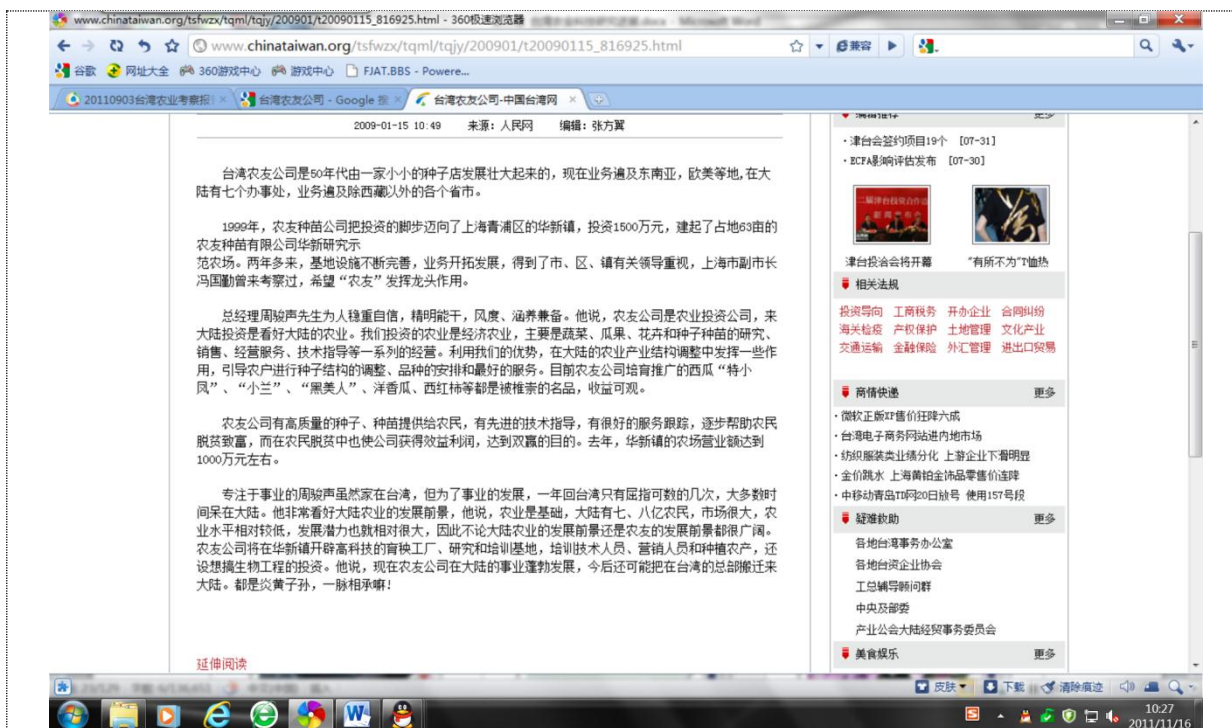 www.chinataiwan.org/tsfwzx/tqml/tqjy/200901/t20090115_816925.html - 360极速浏览器
www.chinataiwan.org/tsfwzx/tqml/tqjy/200901/t20090115_816925.html
兼容
谷歌 网址大全 360游戏中心 游戏中心 FJAT.BBS - Powere...
20110903台湾农业考察报 台湾农友公司 - Google 搜 台湾农友公司-中国台湾网
2009-01-15 10:49 来源：人民网 编辑：张方翼
台湾农友公司是50年代由一家小小的种子店发展壮大起来的，现在业务遍及东南亚，欧美等地,在大
陆有七个办事处，业务遍及除西藏以外的各个省市。
1999年，农友种苗公司把投资的脚步迈向了上海青浦区的华新镇，投资1500万元，建起了占地63亩的
农友种苗有限公司华新研究示
范农场。两年多来，基地设施不断完善，业务开拓发展，得到了市、区、镇有关领导重视，上海市副市长
冯国勤曾来考察过，希望“农友”发挥龙头作用。
总经理周骏声先生为人稳重自信，精明能干，风度、涵养兼备。他说，农友公司是农业投资公司，来
大陆投资是看好大陆的农业。我们投资的农业是经济农业，主要是蔬菜、瓜果、花卉和种子种苗的研究、
销售、经营服务、技术指导等一系列的经营。利用我们的优势，在大陆的农业产业结构调整中发挥一些作
用，引导农户进行种子结构的调整、品种的安排和最好的服务。目前农友公司培育推广的西瓜“特小
凤”、“小兰”、“黑美人”、洋香瓜、西红柿等都是被推崇的名品，收益可观。
农友公司有高质量的种子、种苗提供给农民，有先进的技术指导，有很好的服务跟踪，逐步帮助农民
脱贫致富，而在农民脱贫中也使公司获得效益利润，达到双赢的目的。去年，华新镇的农场营业额达到
1000万元左右。
专注于事业的周骏声虽然家在台湾，但为了事业的发展，一年回台湾只有屈指可数的几次，大多数时
间呆在大陆。他非常看好大陆农业的发展前景，他说，农业是基础，大陆有七、八亿农民，市场很大，农
业水平相对较低，发展潜力也就相对很大，因此不论大陆农业的发展前景还是农友的发展前景都很广阔。
农友公司将在华新镇开辟高科技的育秧工厂、研究和培训基地，培训技术人员、营销人员和种植农户，还
设想搞生物工程的投资。他说，现在农友公司在大陆的事业蓬勃发展，今后还可能把在台湾的总部搬迁来
大陆。都是炎黄子孙，一脉相承嘛！
延伸阅读
编辑推荐 更多
·津台会签约项目19个 [07-31]
·ECFA影响评估发布 [07-30]
津台投洽会将开幕 “有所不为”T恤热
相关法规
投资导向 工商税务 开办企业 合同纠纷
海关检疫 产权保护 土地管理 文化产业
交通运输 金融保险 外汇管理 进出口贸易
商情快递 更多
·微软正版XP售价狂降六成
·台湾电子商务网站进内地市场
·纺织服装类业绩分化 上游企业下滑明显
·金价跳水 上海黄铂金饰品零售价连降
·中移动青岛TD网20日放号 使用157号段
疑难救助 更多
各地台湾事务办公室
各地台资企业协会
工总辅导顾问群
中央及部委
产业公会大陆经贸事务委员会
美食娱乐 更多
皮肤 下载 清除痕迹
10:27
2011/11/16